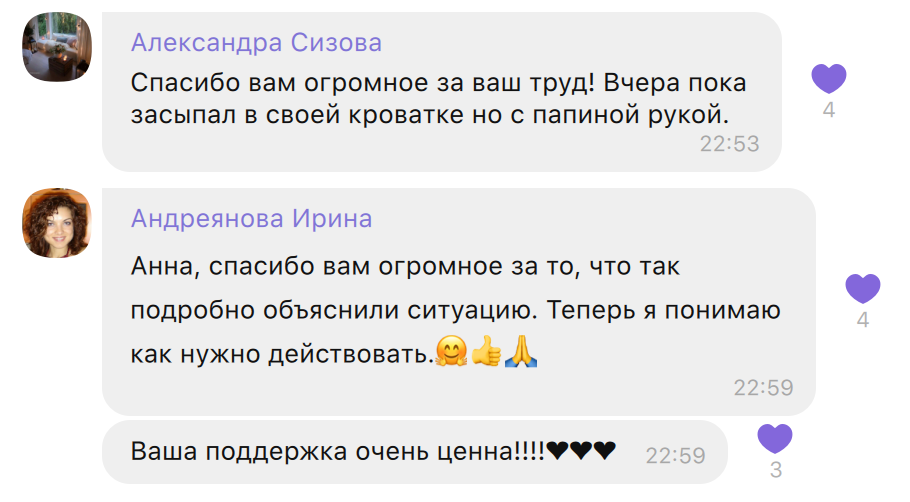 Александра Сизова
Спасибо вам огромное за ваш труд! Вчера пока
засыпал в своей кроватке но с папиной рукой.
22:53
4
Андреянова Ирина
Анна, спасибо вам огромное за то, что так
подробно объяснили ситуацию. Теперь я понимаю
как нужно действовать.🤗👍🙏
22:59
4
Ваша поддержка очень ценна!!!!♥♥♥ 22:59
3